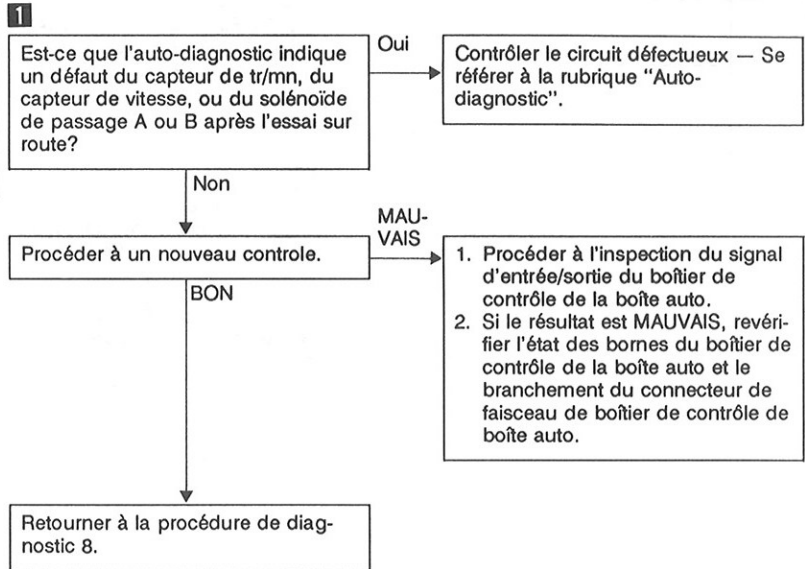 1
Est-ce que l'auto-diagnostic indique
un défaut du capteur de tr/mn, du
capteur de vitesse, ou du solénoïde
de passage A ou B après l'essai sur
route?
Oui
Contrôler le circuit défectueux — Se
référer à la rubrique “Auto-
diagnostic”.
Non
Procéder à un nouveau controle.
MAU-
VAIS
1. Procéder à l'inspection du signal
d'entrée/sortie du boîtier de
contrôle de la boîte auto.
2. Si le résultat est MAUVAIS, revéri-
fier l'état des bornes du boîtier de
contrôle de la boîte auto et le
branchement du connecteur de
faisceau de boîtier de contrôle de
boîte auto.
BON
Retourner à la procédure de diag-
nostic 8.